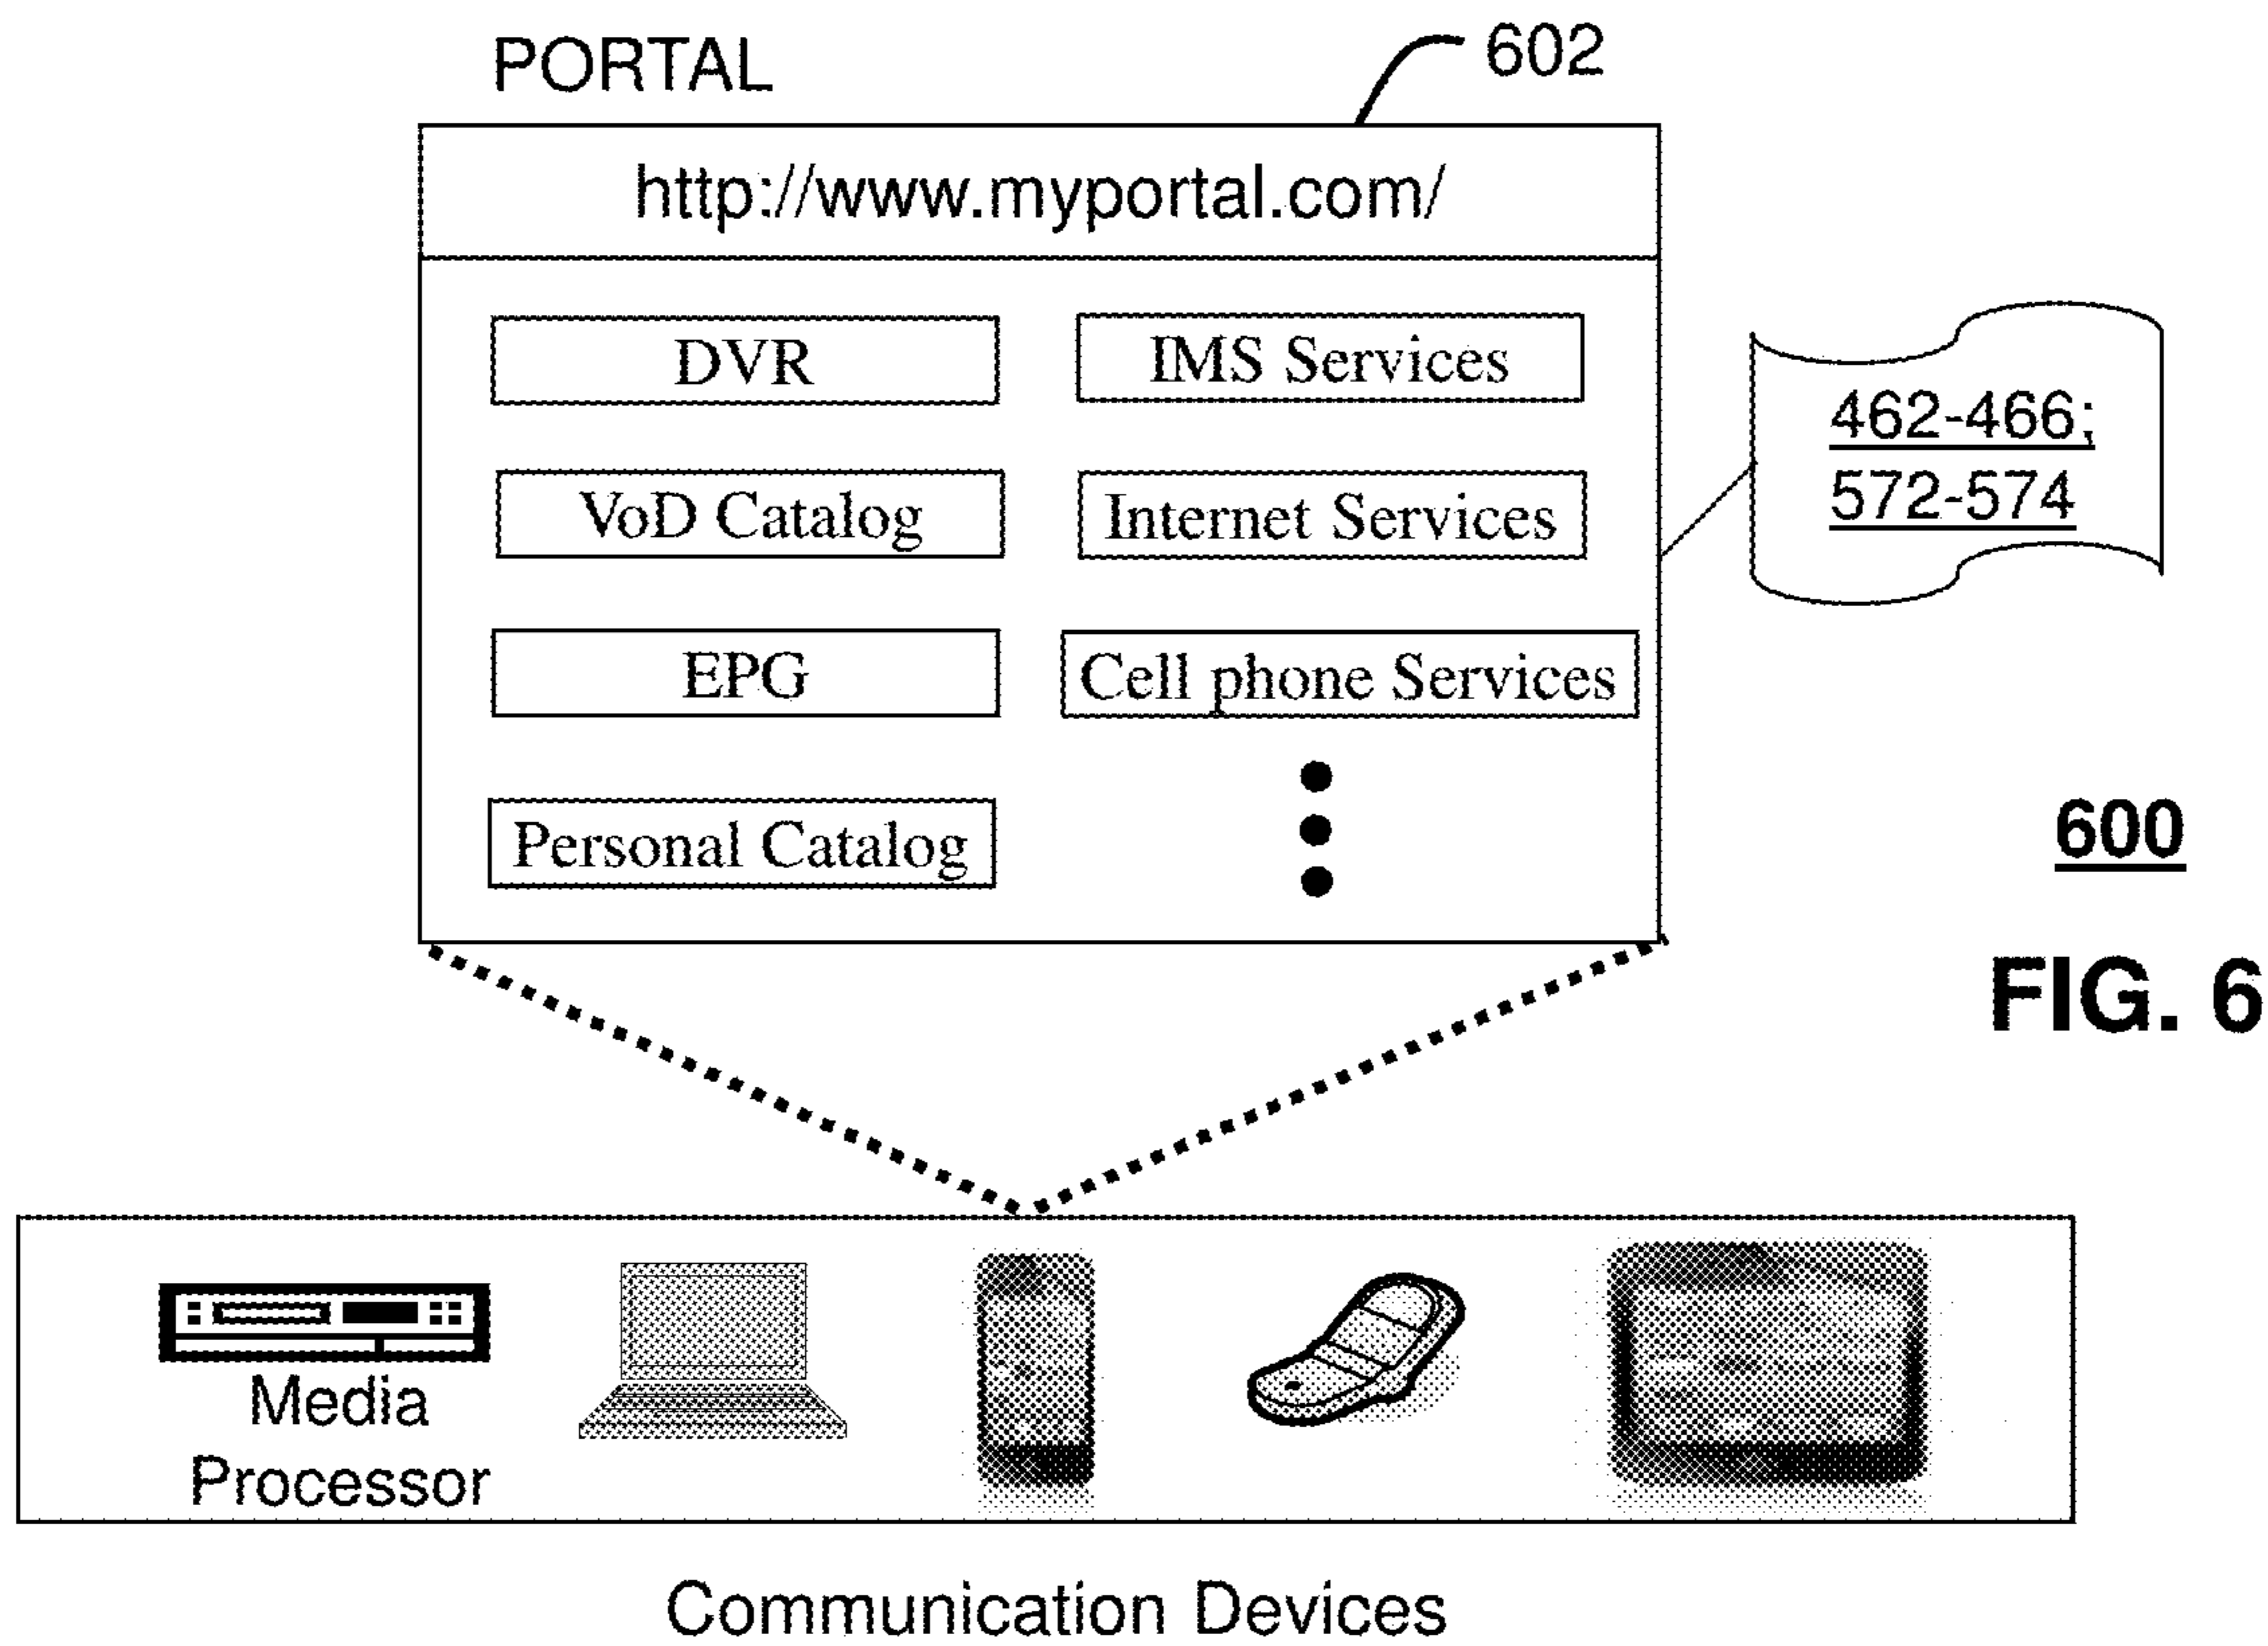 PORTAL
602
http://www.myportal.com/
DVR
IMS Services
VoD Catalog
Internet Services
EPG
Cell phone Services
Personal Catalog
462-466;
572-574
600
FIG. 6
Media
Processor
Communication Devices